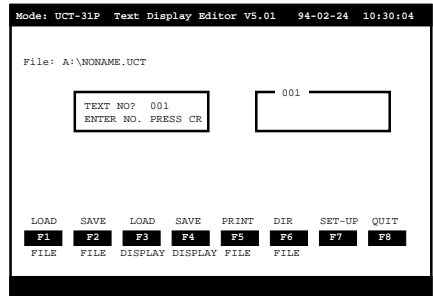 Mode: UCT-31P Text Display Editor V5.01 94-02-24 10:30:04
File: A:\NONAME.UCT
001
TEXT NO? 001
ENTER NO. PRESS CR
LOAD SAVE LOAD SAVE PRINT DIR SET-UP QUIT
F1 F2 F3 F4 F5 F6 F7 F8
FILE FILE DISPLAY DISPLAY FILE FILE